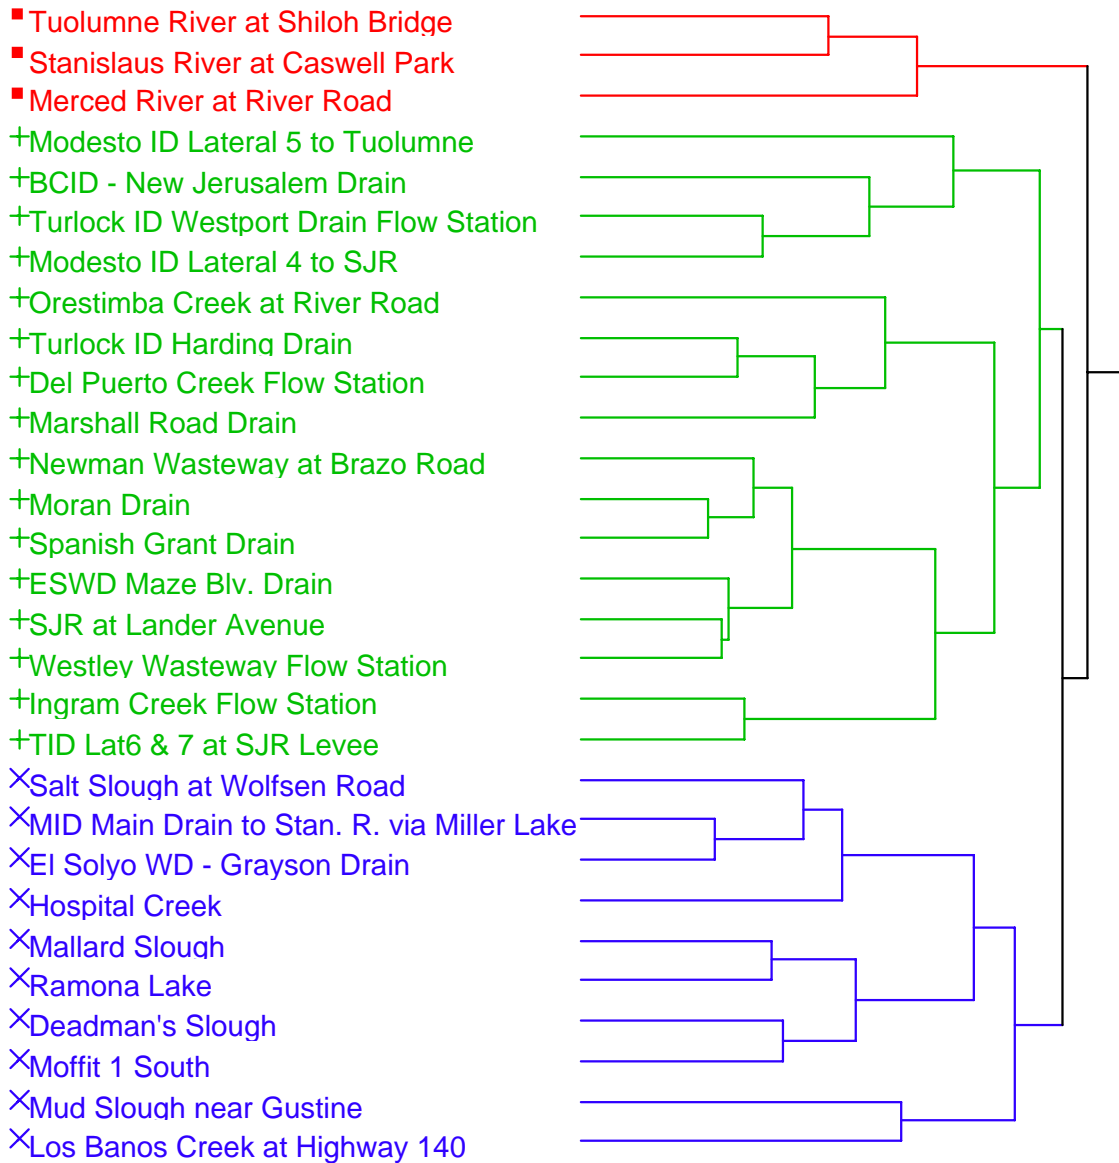 Tuolumne River at Shiloh Bridge
Stanislaus River at Caswell Park
Merced River at River Road
Modesto ID Lateral 5 to Tuolumne
BCID - New Jerusalem Drain
Turlock ID Westport Drain Flow Station
Modesto ID Lateral 4 to SJR
Orestimba Creek at River Road
Turlock ID Harding Drain
Del Puerto Creek Flow Station
Marshall Road Drain
Newman Wasteway at Brazo Road
Moran Drain
Spanish Grant Drain
ESWD Maze Blv. Drain
SJR at Lander Avenue
Westley Wasteway Flow Station
Ingram Creek Flow Station
TID Lat6 & 7 at SJR Levee
Salt Slough at Wolfsen Road
MID Main Drain to Stan. R. via Miller Lake
El Solyo WD - Grayson Drain
Hospital Creek
Mallard Slough
Ramona Lake
Deadman's Slough
Moffit 1 South
Mud Slough near Gustine
Los Banos Creek at Highway 140